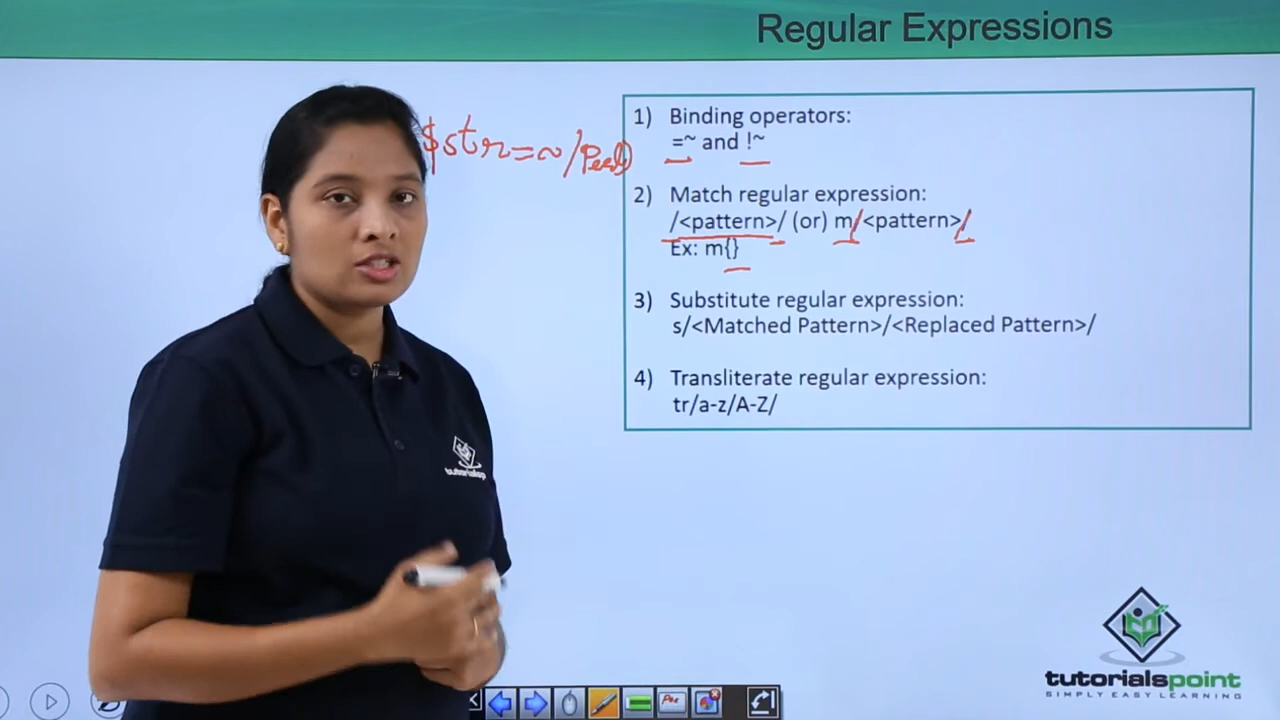 Regular Expressions
$str=~/Perl)
1) Binding operators:
=~ and !~
2) Match regular expression:
/<pattern>/ (or) m/<pattern>/
Ex: m{}
3) Substitute regular expression:
s/<Matched Pattern>/<Replaced Pattern>/
4) Transliterate regular expression:
tr/a-z/A-Z/
tutorialsp
tutorialspoint
SIMPLY EASY LEARNING